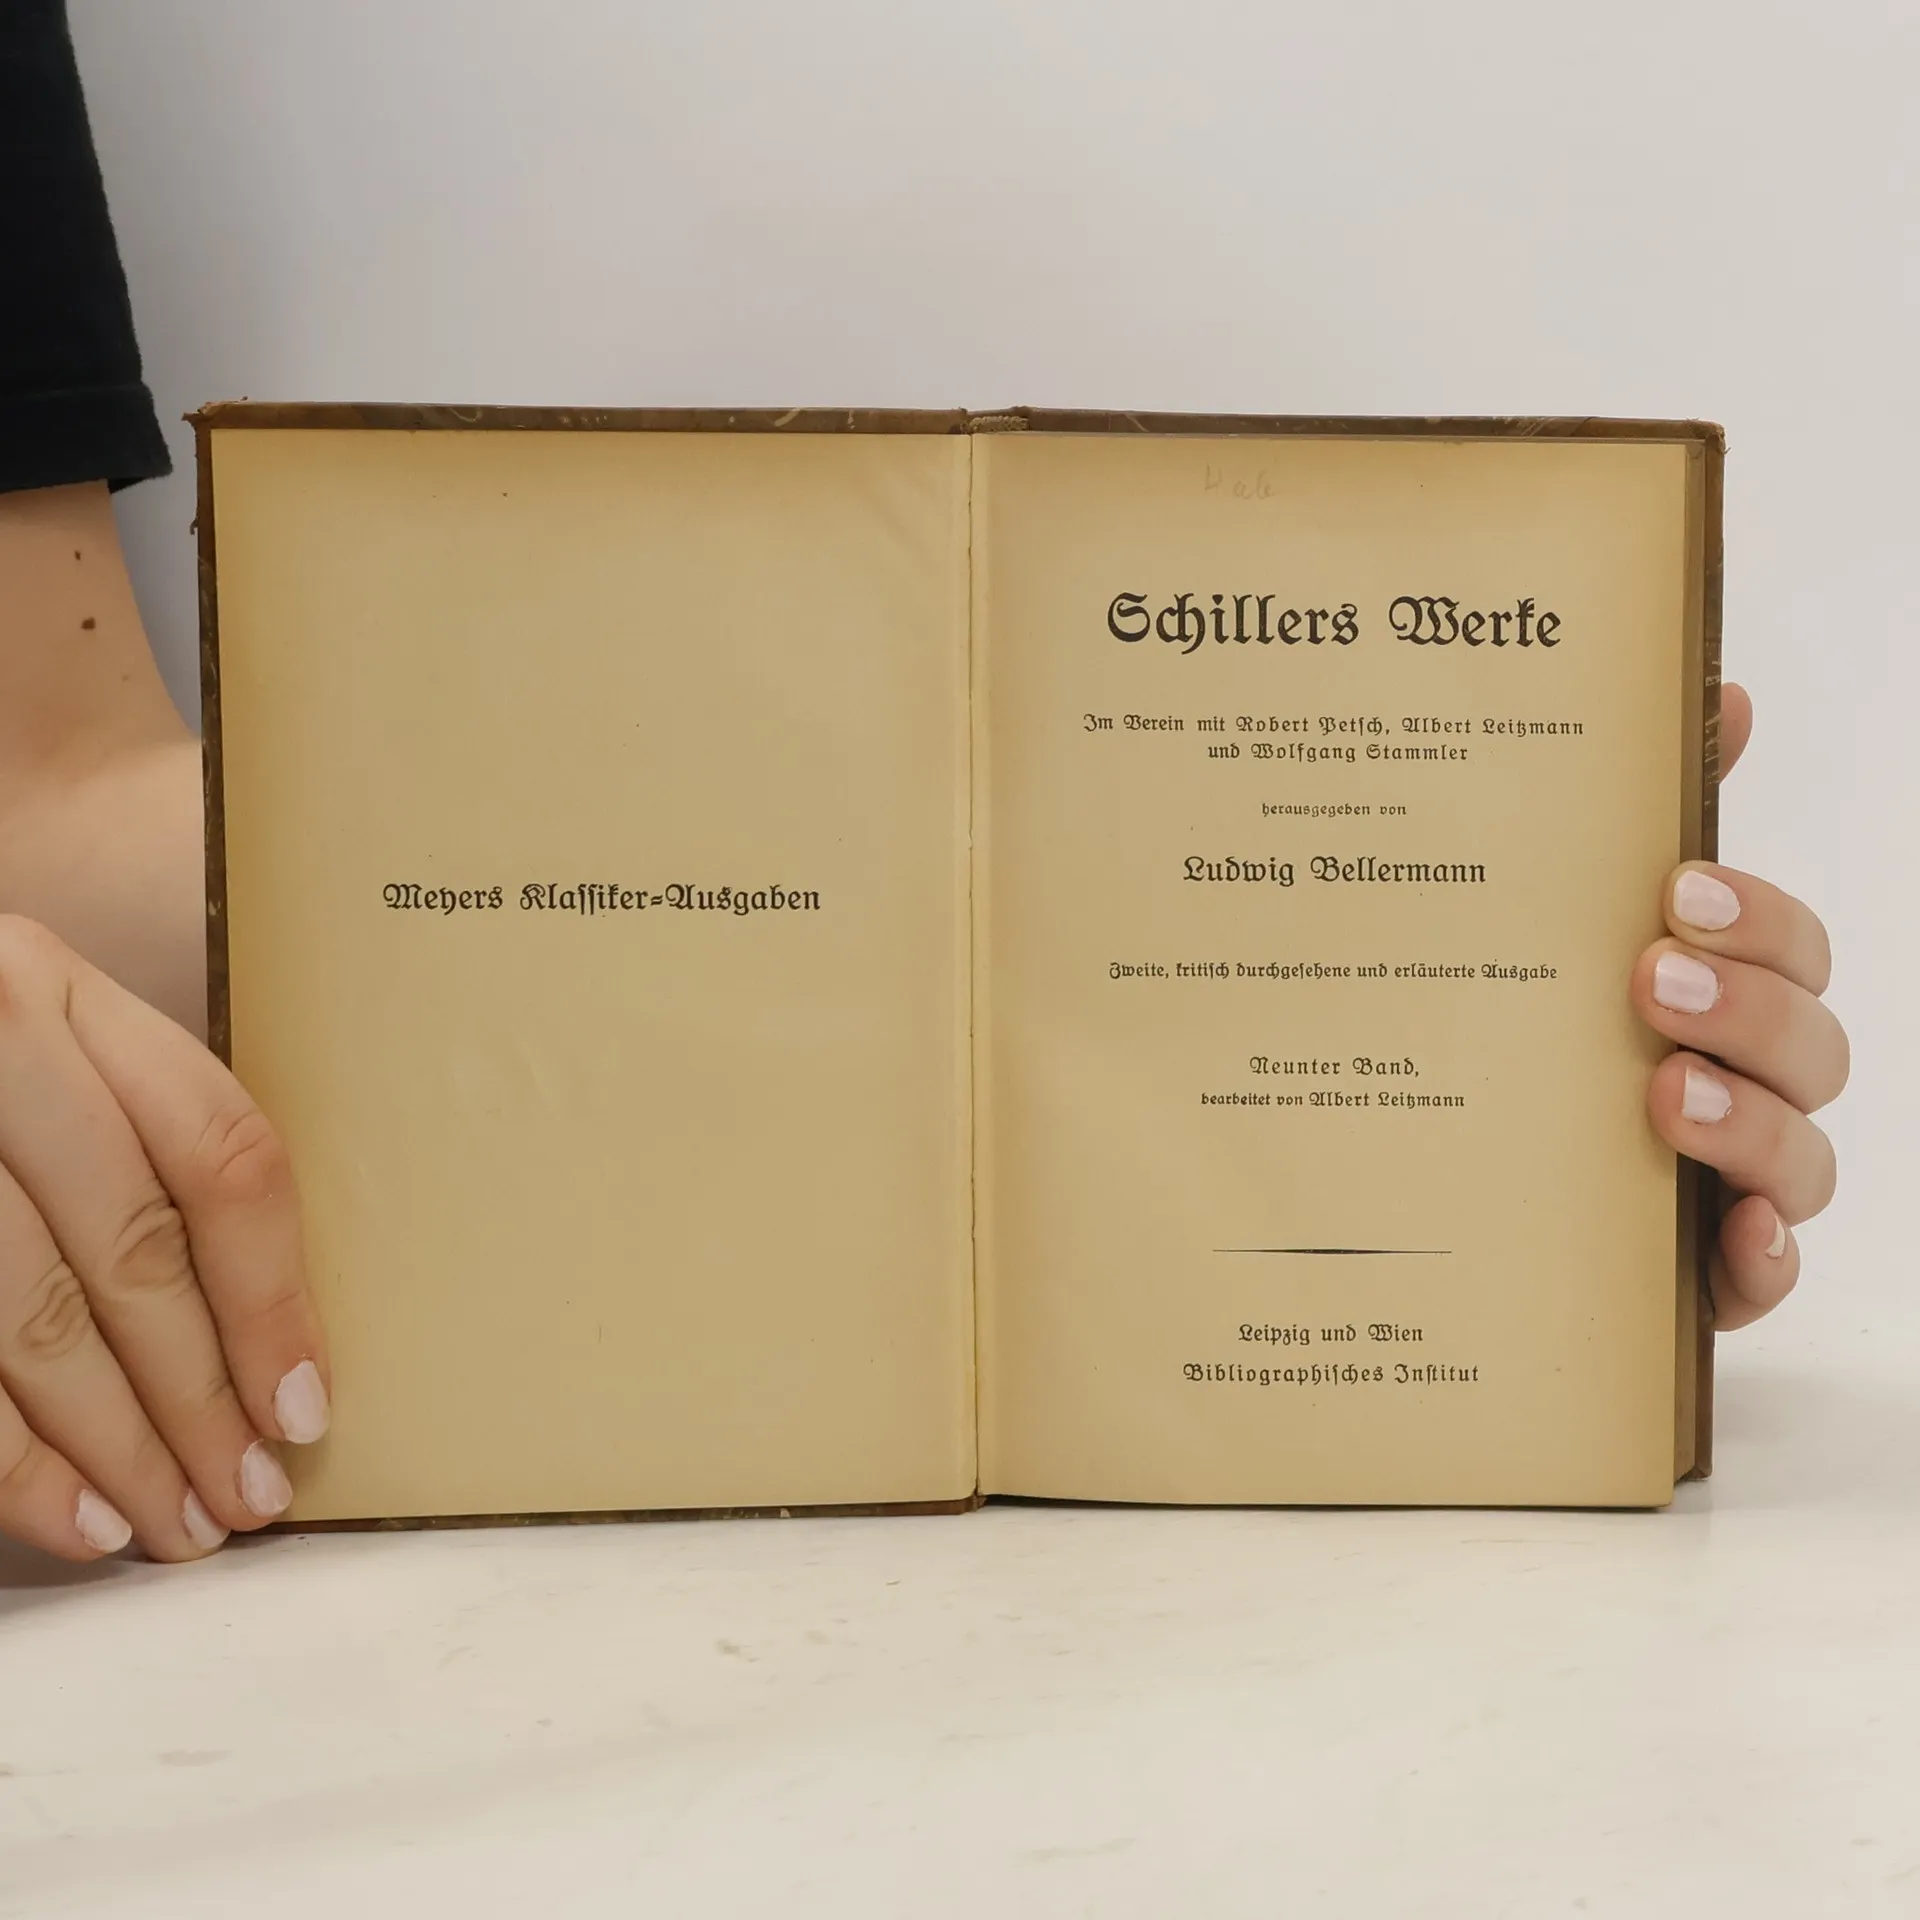 Meyers Klassiker-Ausgaben
Schillers Werke
Im Verein mit Robert Petsch, Albert Leitzmann
und Wolfgang Stammler
herausgegeben von
Ludwig Bellermann
Zweite, kritisch durchgesehene und erläuterte Ausgabe
Neunter Band,
bearbeitet von Albert Leitzmann
Leipzig und Wien
Bibliographisches Institut